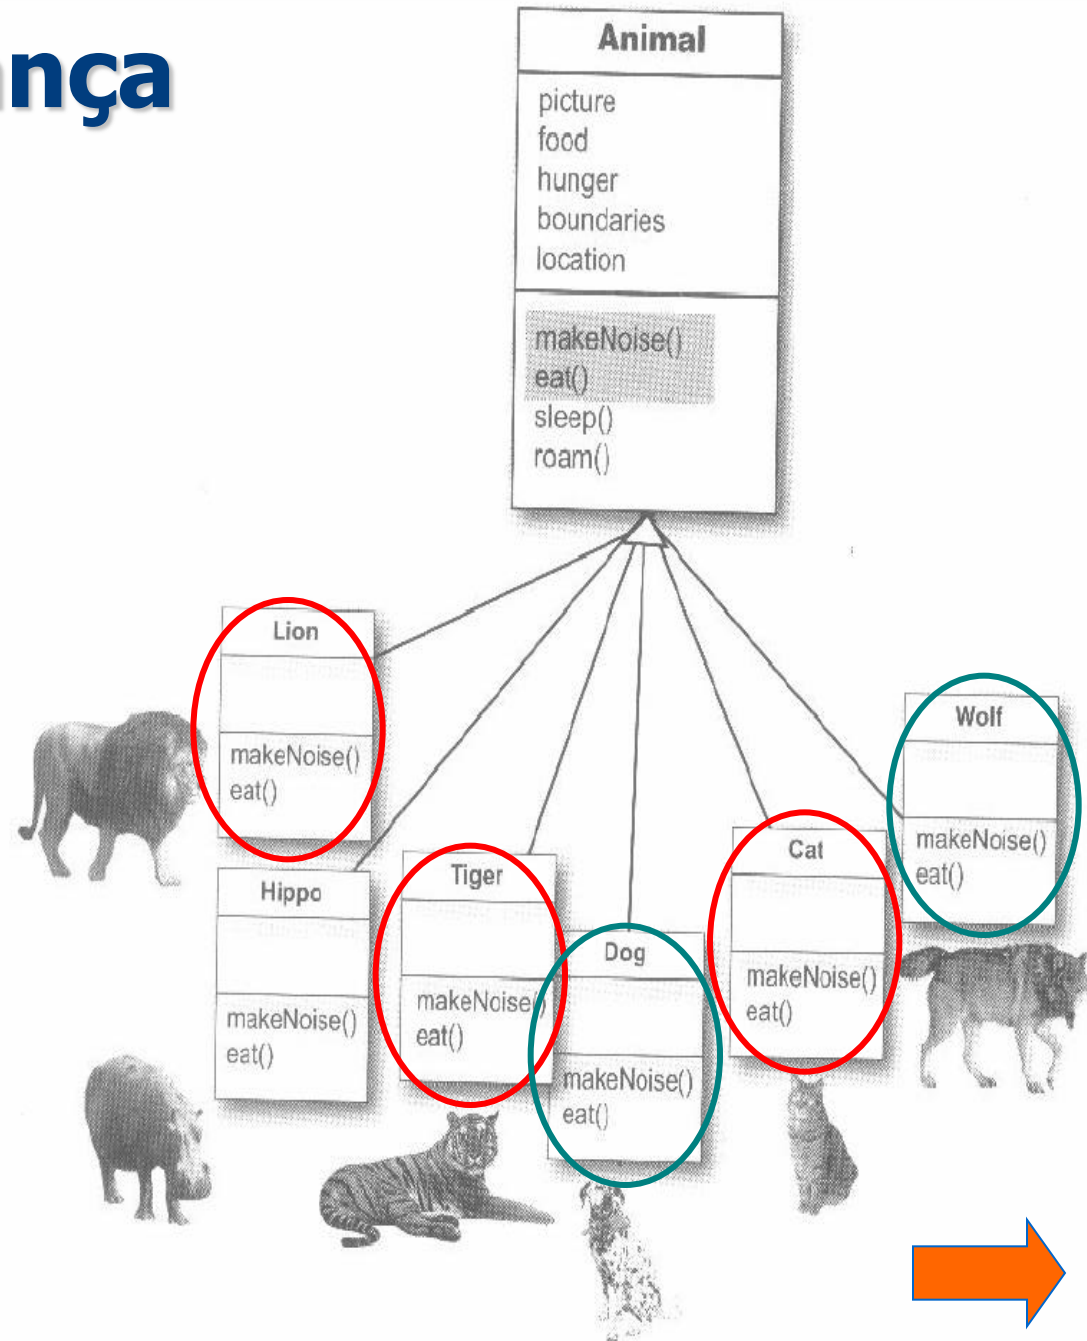 nça
Animal
picture
food
hunger
boundaries
location
makeNoise()
eat()
sleep()
roam()
Lion
makeNoise()
eat()
Hippo
makeNoise()
eat()
Tiger
makeNoise()
eat()
Dog
makeNoise()
eat()
Cat
makeNoise()
eat()
Wolf
makeNoise()
eat()